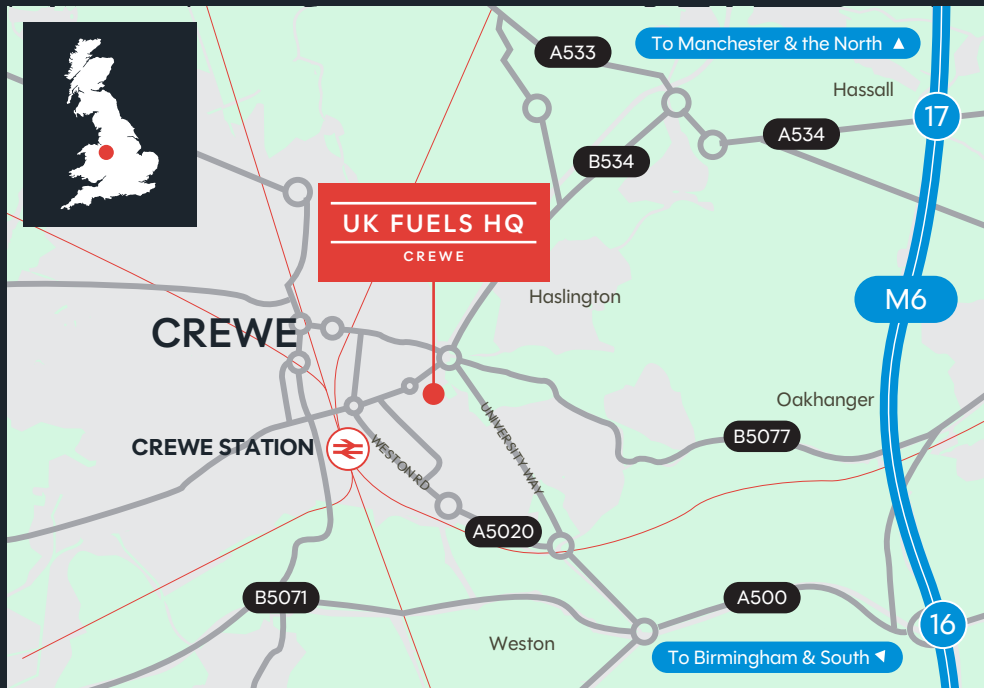 To Manchester & the North
A533
Hassall
17
A534
B534
UK FUELS HQ
CREWE
Haslington
M6
CREWE
Oakhanger
UNIVERSITY WAY
B5077
CREWE STATION
WESTON RD
A5020
B5071
A500
16
Weston
To Birmingham & South